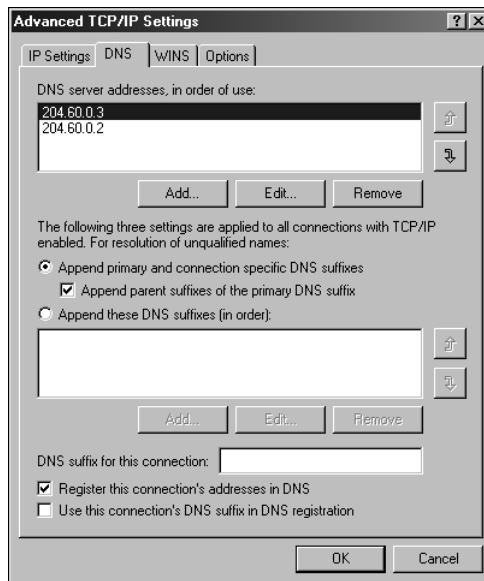 Advanced TCP/IP Settings
IP Settings DNS WINS Options
DNS server addresses, in order of use:
204.60.0.3
204.60.0.2
Add... Edit... Remove
The following three settings are applied to all connections with TCP/IP
enabled. For resolution of unqualified names:
Append primary and connection specific DNS suffixes
Append parent suffixes of the primary DNS suffix
Append these DNS suffixes (in order):
Add... Edit... Remove
DNS suffix for this connection:
Register this connection's addresses in DNS
Use this connection's DNS suffix in DNS registration
OK Cancel